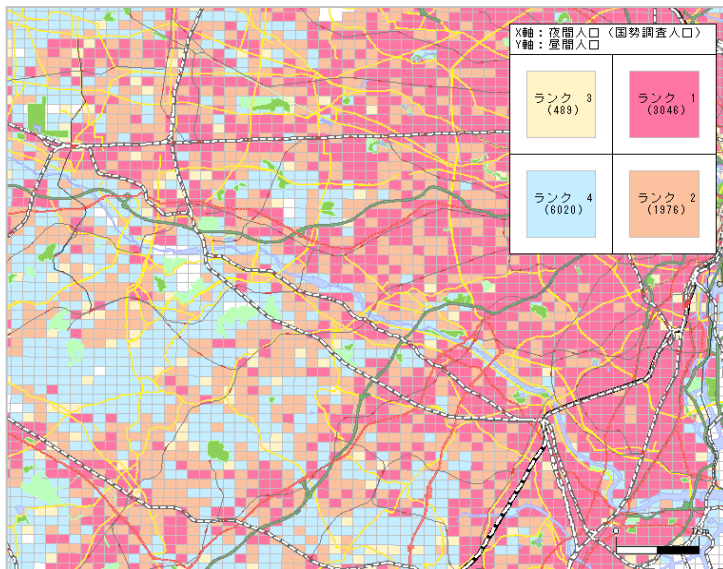 X軸：夜間人口（国勢調査人口）
Y軸：昼間人口
ランク 3
(489)
ランク 1
(3046)
ランク 4
(6020)
ランク 2
(1976)